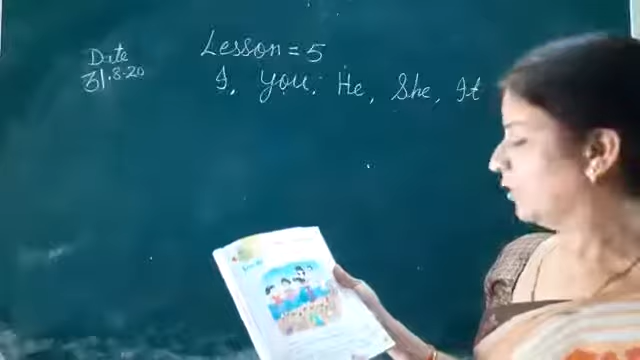 Lesson = 5
Date
31.8.20
I, You, He, She, It